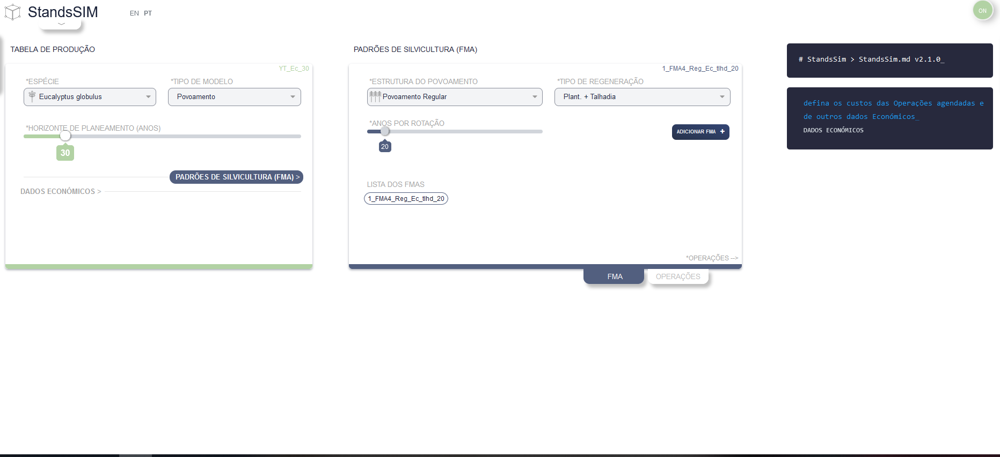 StandsSIM
EN PT
ON
TABELA DE PRODUÇÃO
YT_Ec_30
*ESPÉCIE
*TIPO DE MODELO
Eucalyptus globulus
Povoamento
*HORIZONTE DE PLANEAMENTO (ANOS)
30
PADRÕES DE SILVICULTURA (FMA) >
DADOS ECONÓMICOS >
PADRÕES DE SILVICULTURA (FMA)
1_FMA4_Reg_Ec_tlhd_20
*ESTRUTURA DO POVOAMENTO
*TIPO DE REGENERAÇÃO
Povoamento Regular
Plant. + Talhadia
*ANOS POR ROTAÇÃO
20
ADICIONAR FMA +
LISTA DOS FMAS
1_FMA4_Reg_Ec_tlhd_20
*OPERAÇÕES -->
FMA
OPERAÇÕES
# StandsSim > StandsSim.md v2.1.0_
defina os custos das Operações agendadas e
de outros dados Económicos_
DADOS ECONÓMICOS